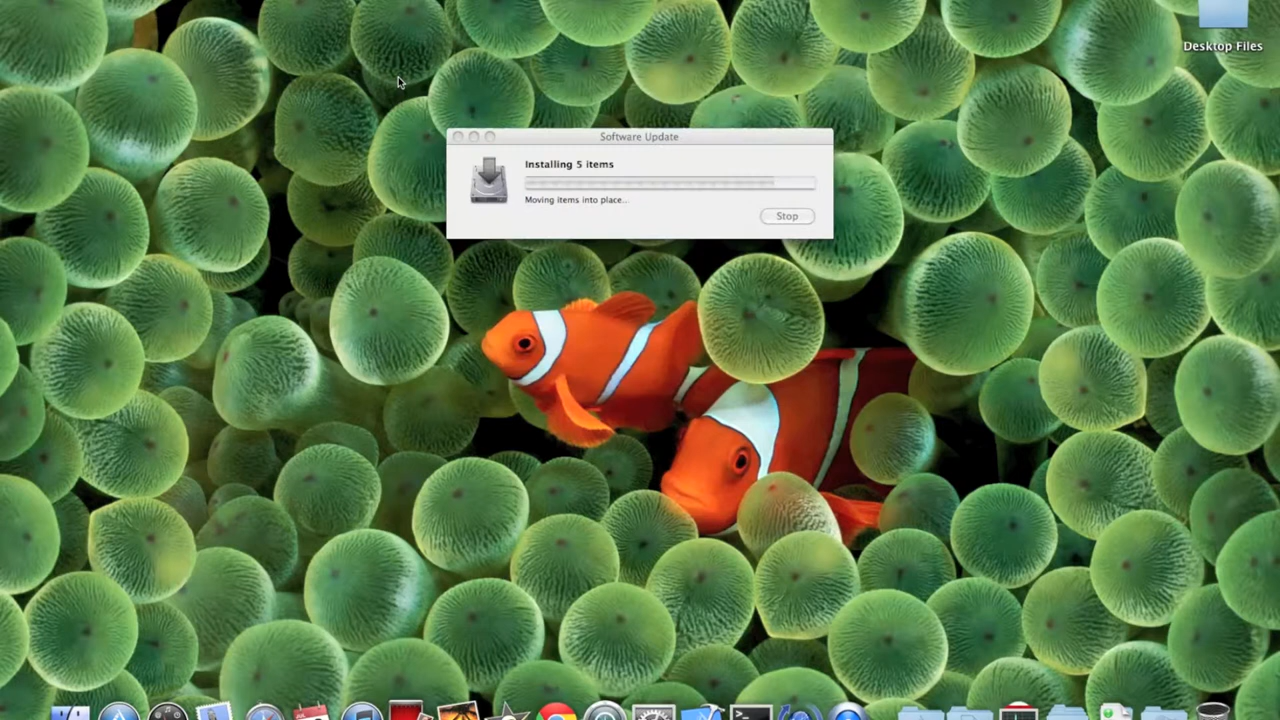 Desktop Files
Software Update
Installing 5 items
Moving items into place...
Stop